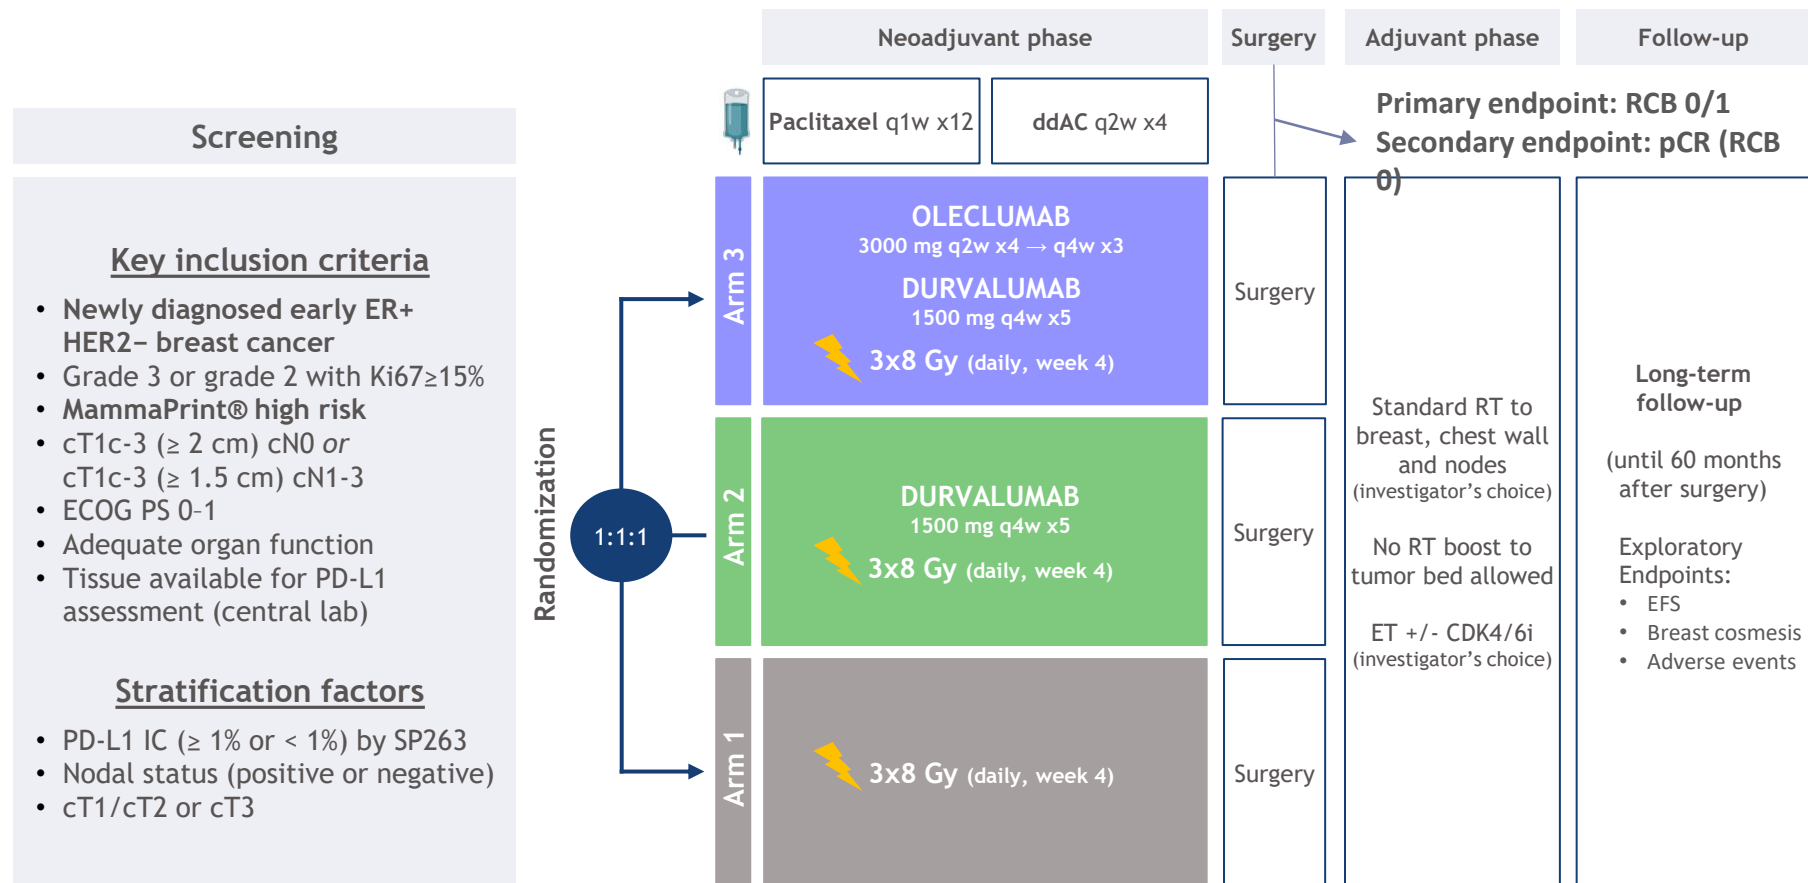 Neoadjuvant phase
Surgery
Adjuvant phase
Follow-up
Paclitaxel q1w x12
ddAC q2w x4
Primary endpoint: RCB 0/1
Secondary endpoint: pCR (RCB
0)
Screening
Key inclusion criteria
• Newly diagnosed early ER+
HER2− breast cancer
• Grade 3 or grade 2 with Ki67≥15%
• MammaPrint® high risk
• cT1c-3 (≥ 2 cm) cN0 or
cT1c-3 (≥ 1.5 cm) cN1-3
• ECOG PS 0–1
• Adequate organ function
• Tissue available for PD-L1
assessment (central lab)
Stratification factors
• PD-L1 IC (≥ 1% or < 1%) by SP263
• Nodal status (positive or negative)
• cT1/cT2 or cT3
Randomization
1:1:1
Arm 3
OLECLUMAB
3000 mg q2w x4 → q4w x3
DURVALUMAB
1500 mg q4w x5
3x8 Gy (daily, week 4)
Surgery
Arm 2
DURVALUMAB
1500 mg q4w x5
3x8 Gy (daily, week 4)
Surgery
Arm 1
3x8 Gy (daily, week 4)
Surgery
Standard RT to
breast, chest wall
and nodes
(investigator’s choice)
No RT boost to
tumor bed allowed
ET +/- CDK4/6i
(investigator’s choice)
Long-term
follow-up
(until 60 months
after surgery)
Exploratory
Endpoints:
• EFS
• Breast cosmesis
• Adverse events